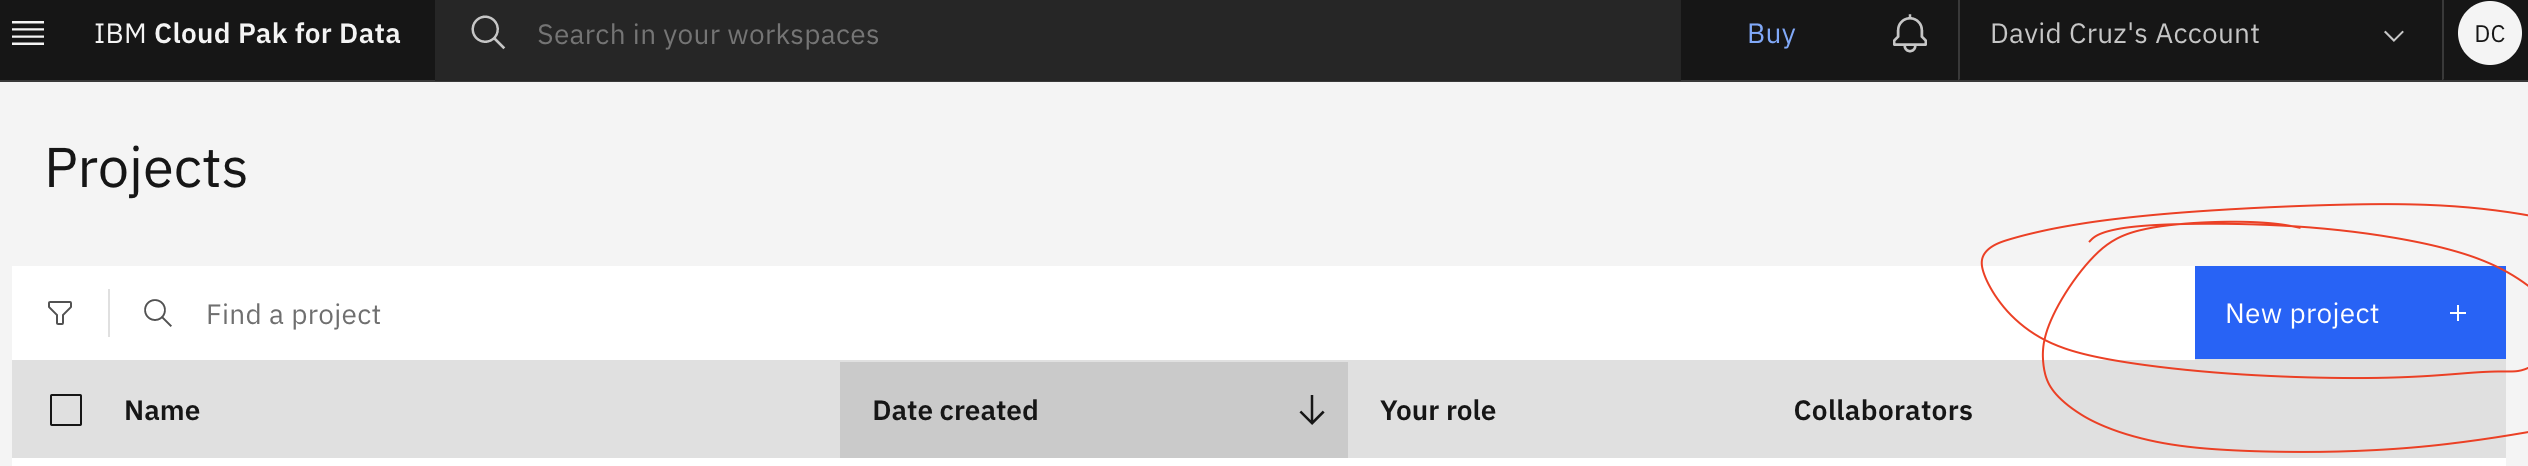 IBM Cloud Pak for Data Search in your workspaces Buy David Cruz's Account DC
Projects
Find a project New project +
Name Date created Your role Collaborators